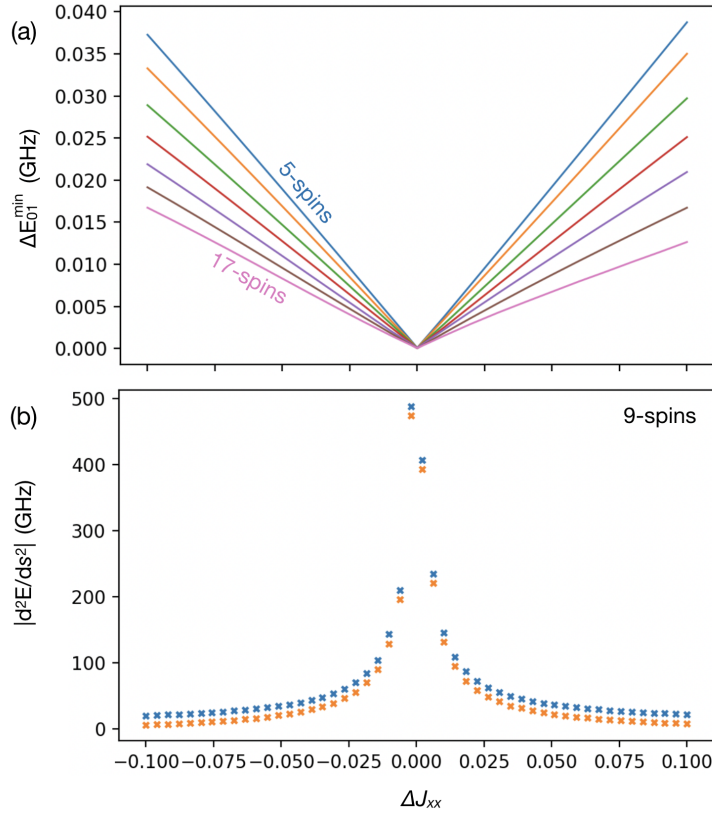 (a)
0.040
0.035
0.030
0.025
0.020
0.015
0.010
0.005
0.000
ΔE₀₁ᵐⁱⁿ (GHz)
5-spins
17-spins
(b)
9-spins
500
400
300
200
100
0
|d²E/ds²| (GHz)
−0.100 −0.075 −0.050 −0.025 0.000 0.025 0.050 0.075 0.100
ΔJₓₓ